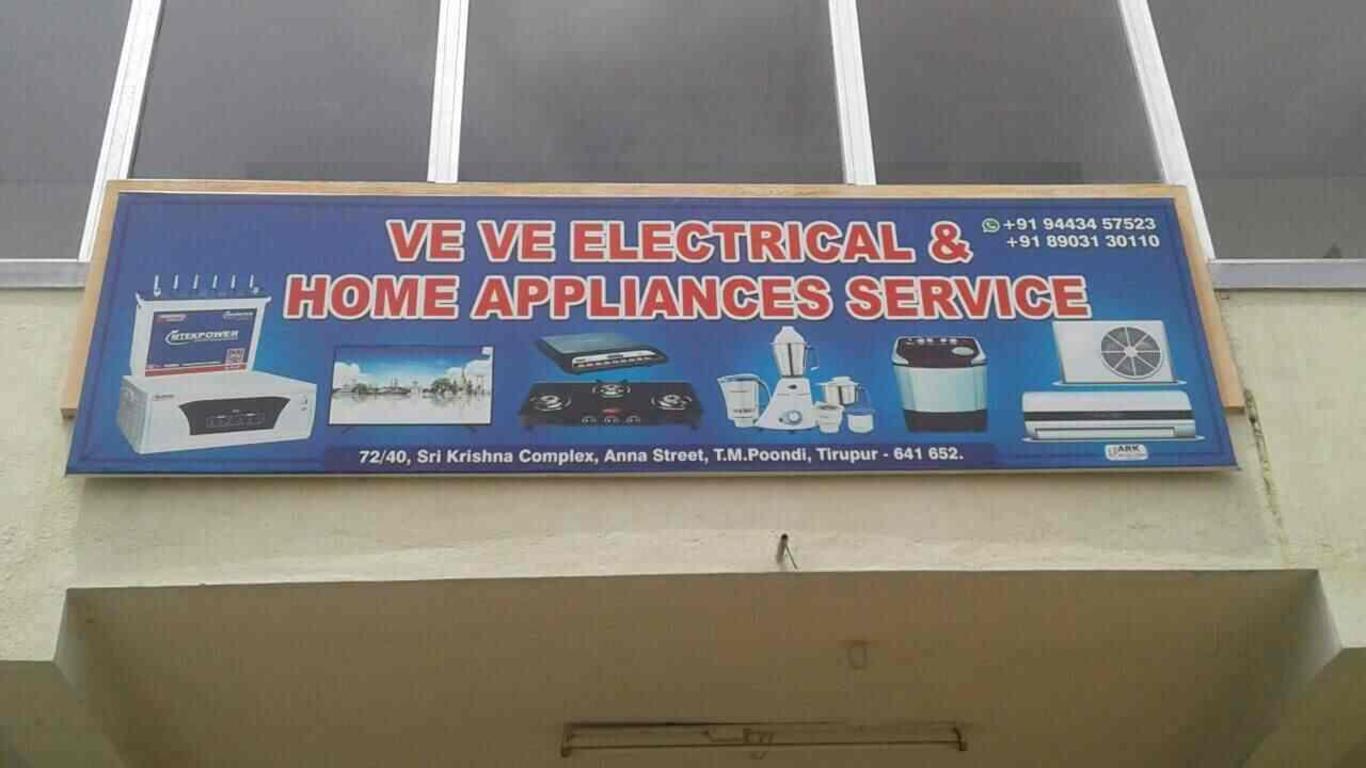 VE VE ELECTRICAL &
+91 94434 57523
+91 89031 30110
HOME APPLIANCES SERVICE
MTEKPOWER
72/40, Sri Krishna Complex, Anna Street, T.M.Poondi, Tirupur - 641 652.
ARK